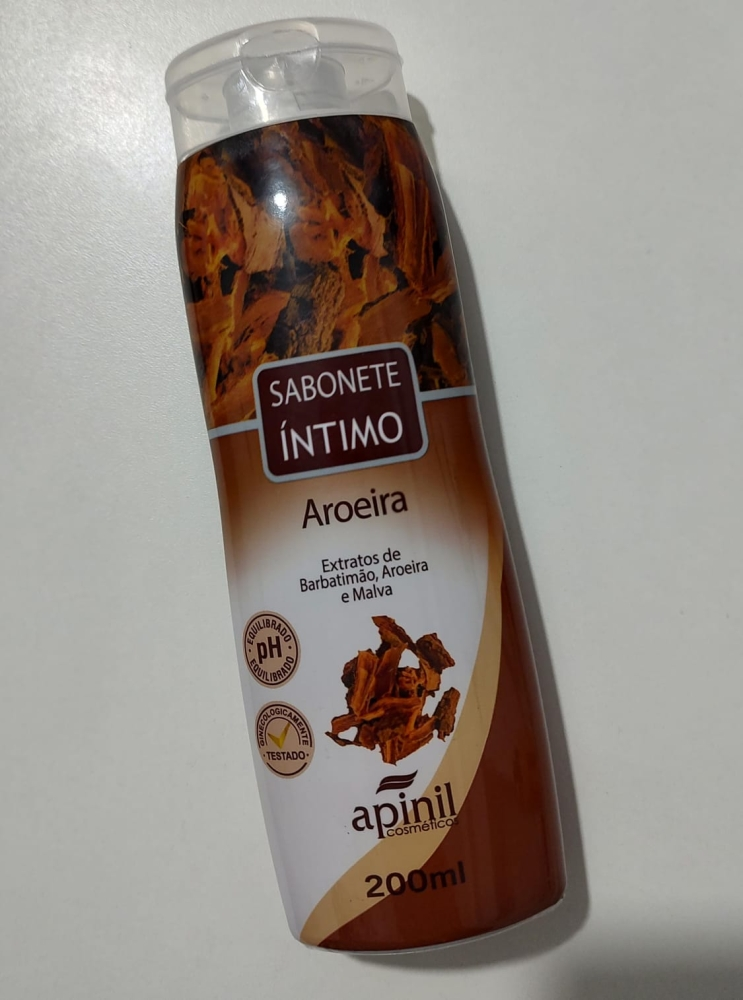 SABONETE
ÍNTIMO
Aroeira
Extratos de
Barbatimão, Aroeira
e Malva
EQUILIBRADO
pH
EQUILIBRADO
GINECOLOGICAMENTE
TESTADO
apinil
cosméticos
200ml